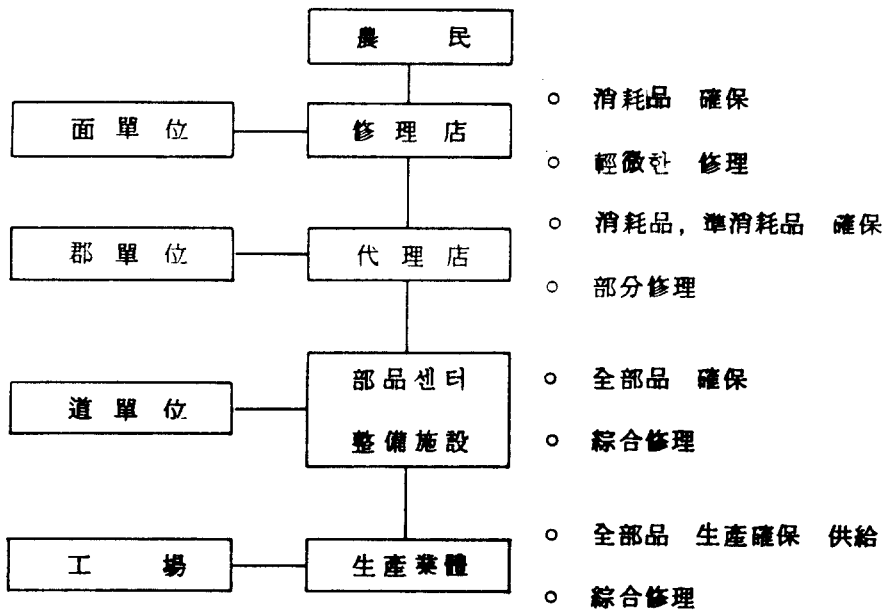 農 民
面 單 位 修 理 店
○ 消耗品 確保
○ 輕微한 修理
郡 單 位 代 理 店
○ 消耗品, 準消耗品 確保
○ 部分修理
道 單 位
部品센터
整備施設
○ 全部品 確保
○ 綜合修理
工 場 生産業體
○ 全部品 生産確保 供給
○ 綜合修理